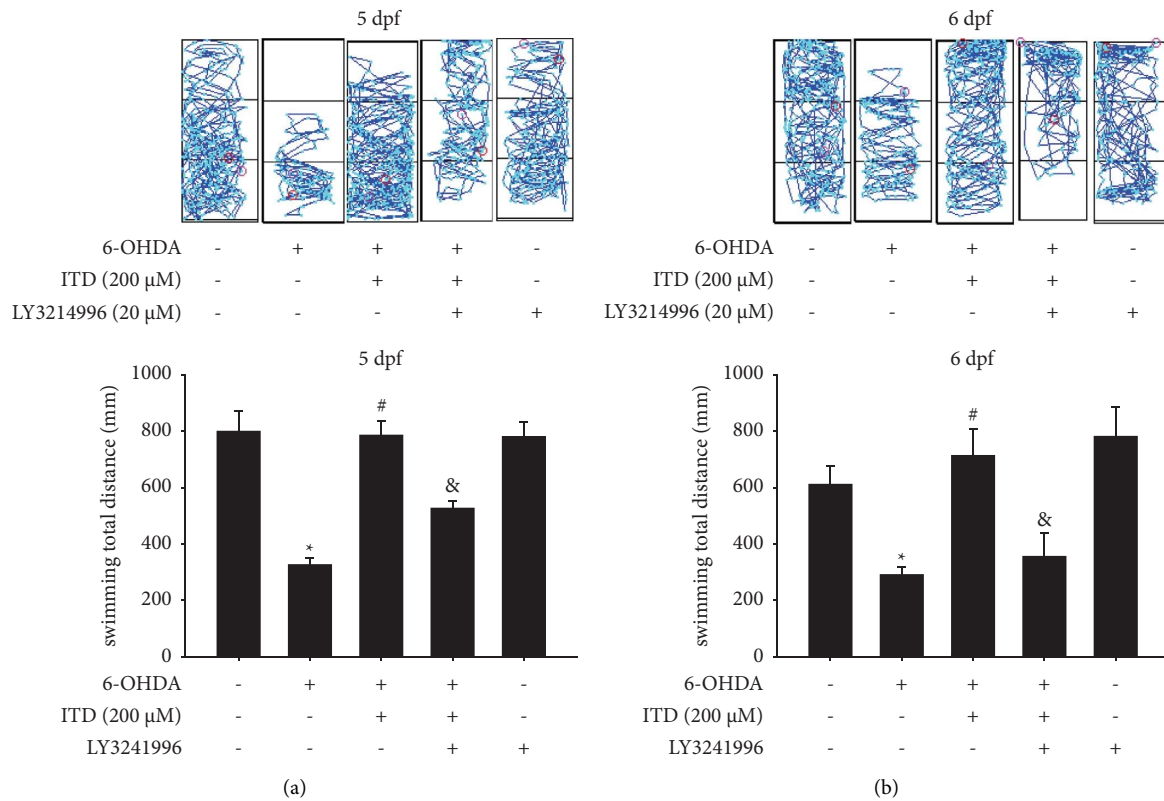 5 dpf
6-OHDA - + + + -
ITD (200 μM) - - + + -
LY3214996 (20 μM) - - - + +
5 dpf
swimming total distance (mm)
1000
800
600
400
200
0
* # &
6-OHDA - + + + -
ITD (200 μM) - - + + -
LY3241996 - - - + +
(a)
6 dpf
6-OHDA - + + + -
ITD (200 μM) - - + + -
LY3214996 (20 μM) - - - + +
6 dpf
swimming total distance (mm)
1000
800
600
400
200
0
* # &
6-OHDA - + + + -
ITD (200 μM) - - + + -
LY3241996 - - - + +
(b)